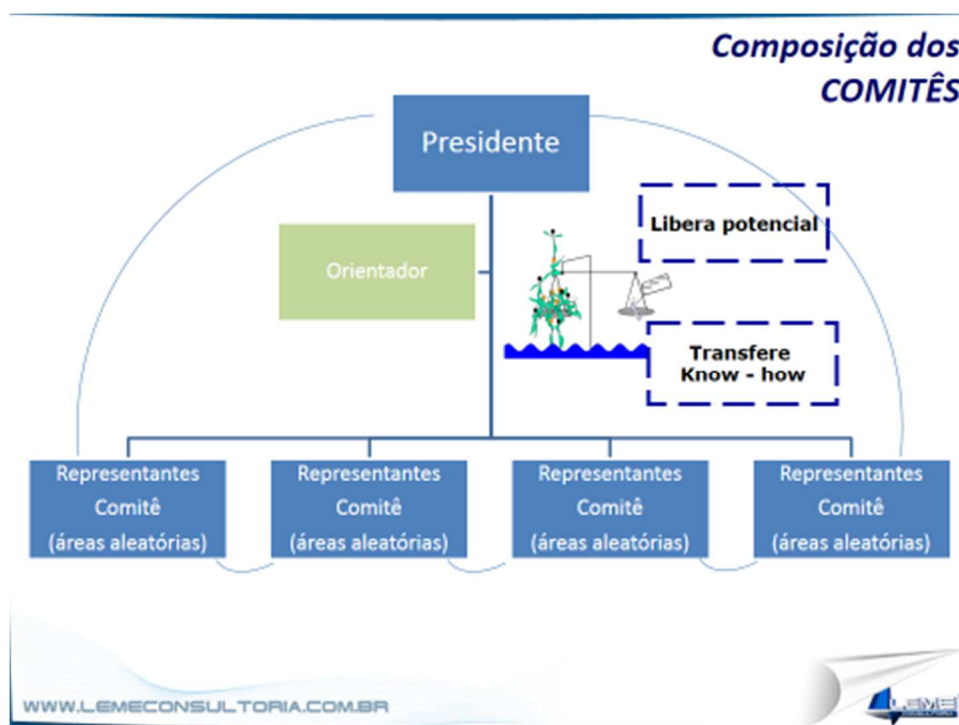 Composição dos
COMITÊS
Presidente
Libera potencial
Orientador
Transfere
Know - how
Representantes
Comitê
(áreas aleatórias)
Representantes
Comitê
(áreas aleatórias)
Representantes
Comitê
(áreas aleatórias)
Representantes
Comitê
(áreas aleatórias)
WWW.LEMECONSULTORIA.COM.BR
LEME